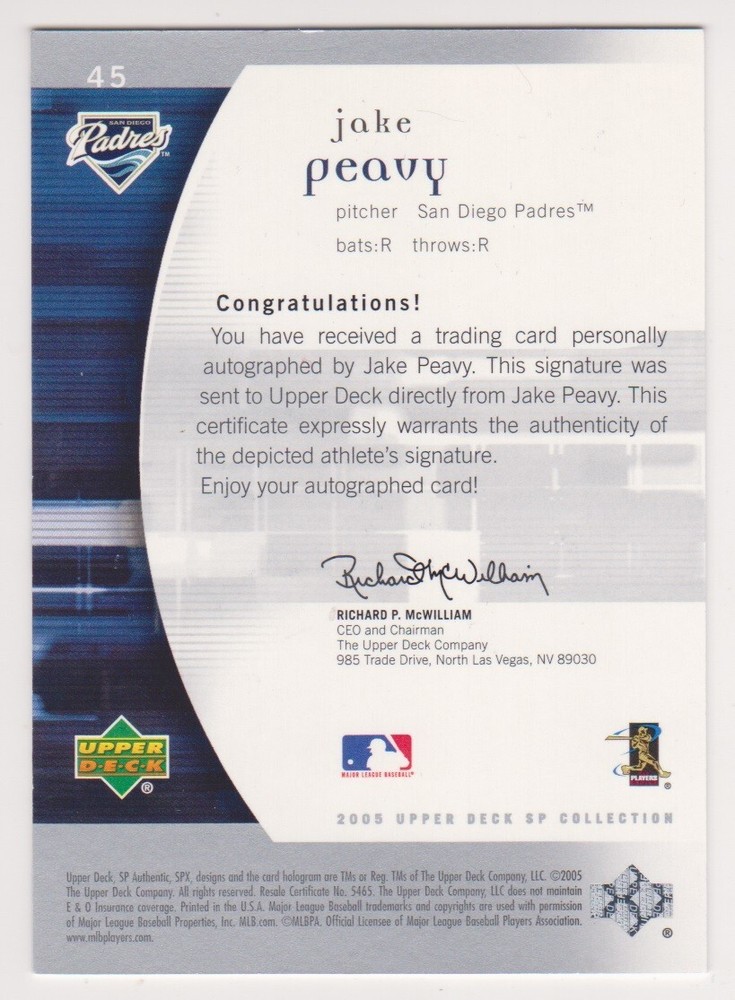 45
SAN DIEGO
Padres™
jake
peavy
pitcher San Diego Padres™
bats:R throws:R
Congratulations!
You have received a trading card personally
autographed by Jake Peavy. This signature was
sent to Upper Deck directly from Jake Peavy. This
certificate expressly warrants the authenticity of
the depicted athlete's signature.
Enjoy your autographed card!
Richard McWilliam
RICHARD P. McWILLIAM
CEO and Chairman
The Upper Deck Company
985 Trade Drive, North Las Vegas, NV 89030
UPPER
D·E·C·K
®
MAJOR LEAGUE BASEBALL®
PLAYERS
®
2005 UPPER DECK SP COLLECTION
Upper Deck, SP Authentic, SPX, designs and the card hologram are TMs or Reg. TMs of The Upper Deck Company, LLC. ©2005
The Upper Deck Company. All rights reserved. Resale Certificate No. 5465. The Upper Deck Company, LLC does not maintain
E & O Insurance coverage. Printed in the U.S.A. Major League Baseball trademarks and copyrights are used with permission
of Major League Baseball Properties, Inc. MLB.com. ©MLBPA. Official Licensee of Major League Baseball Players Association.
www.mlbplayers.com.
®